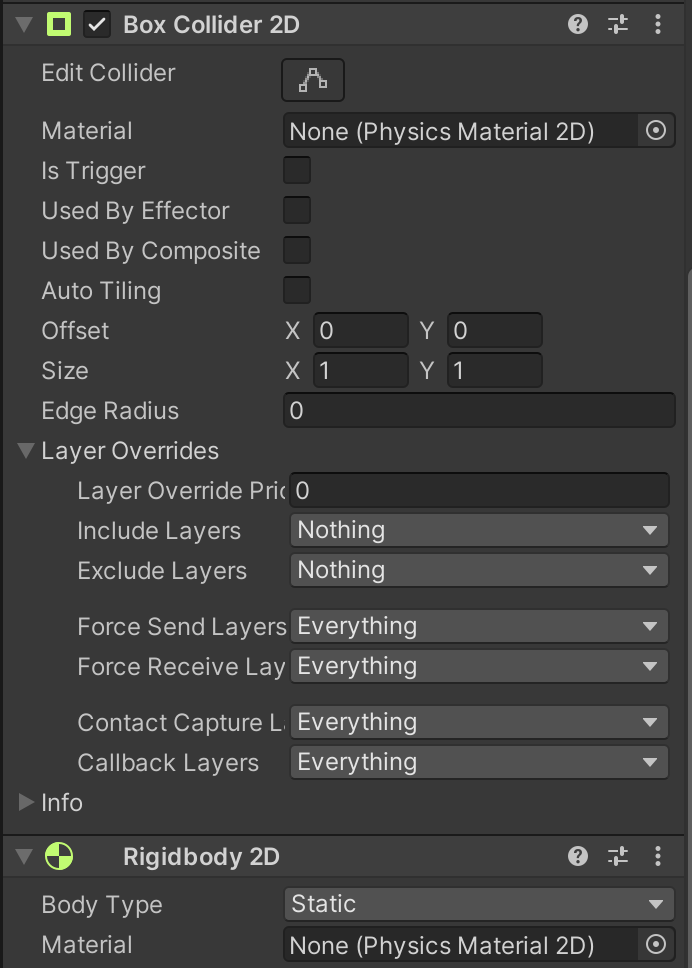 Box Collider 2D
Edit Collider
Material None (Physics Material 2D)
Is Trigger
Used By Effector
Used By Composite
Auto Tiling
Offset X 0 Y 0
Size X 1 Y 1
Edge Radius 0
Layer Overrides
Layer Override Pric 0
Include Layers Nothing
Exclude Layers Nothing
Force Send Layers Everything
Force Receive Lay Everything
Contact Capture L Everything
Callback Layers Everything
Info
Rigidbody 2D
Body Type Static
Material None (Physics Material 2D)